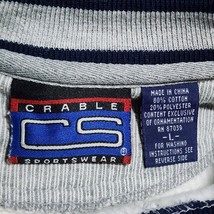 CRABLE
CS
SPORTSWEAR
MADE IN CHINA
80% COTTON
20% POLYESTER
CONTENT EXCLUSIVE
OF ORNAMENTATION
RN 97039
- L -
FOR WASHING
INSTRUCTIONS SEE
REVERSE SIDE